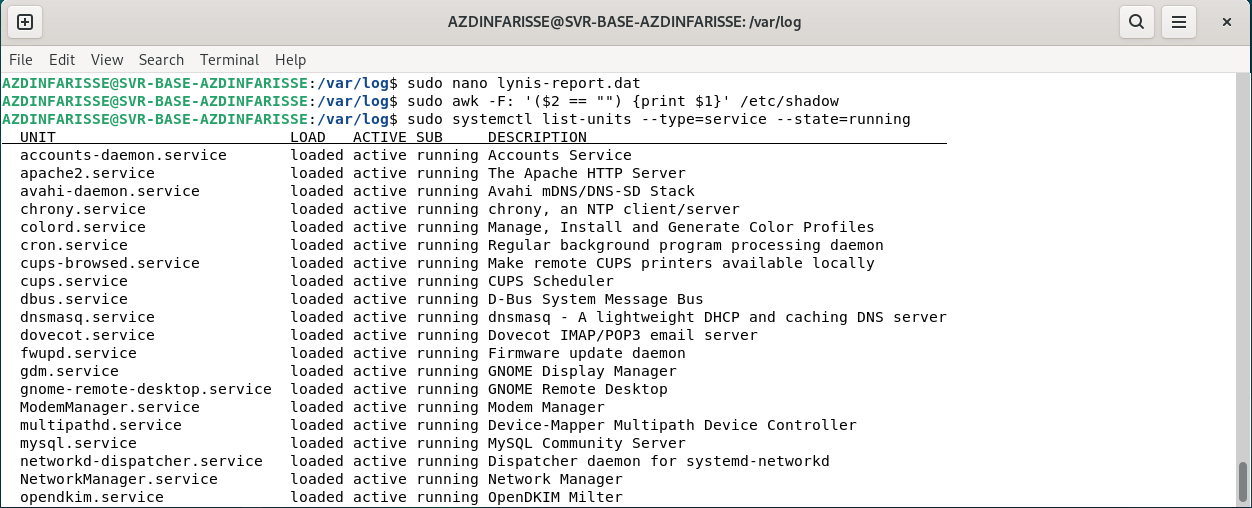 AZDINFARISSE@SVR-BASE-AZDINFARISSE: /var/log
File Edit View Search Terminal Help
AZDINFARISSE@SVR-BASE-AZDINFARISSE:/var/log$ sudo nano lynis-report.dat
AZDINFARISSE@SVR-BASE-AZDINFARISSE:/var/log$ sudo awk -F: '($2 == "") {print $1}' /etc/shadow
AZDINFARISSE@SVR-BASE-AZDINFARISSE:/var/log$ sudo systemctl list-units --type=service --state=running
  UNIT                          LOAD   ACTIVE SUB     DESCRIPTION
  accounts-daemon.service       loaded active running Accounts Service
  apache2.service               loaded active running The Apache HTTP Server
  avahi-daemon.service          loaded active running Avahi mDNS/DNS-SD Stack
  chrony.service                loaded active running chrony, an NTP client/server
  colord.service                loaded active running Manage, Install and Generate Color Profiles
  cron.service                  loaded active running Regular background program processing daemon
  cups-browsed.service          loaded active running Make remote CUPS printers available locally
  cups.service                  loaded active running CUPS Scheduler
  dbus.service                  loaded active running D-Bus System Message Bus
  dnsmasq.service               loaded active running dnsmasq - A lightweight DHCP and caching DNS server
  dovecot.service               loaded active running Dovecot IMAP/POP3 email server
  fwupd.service                 loaded active running Firmware update daemon
  gdm.service                   loaded active running GNOME Display Manager
  gnome-remote-desktop.service  loaded active running GNOME Remote Desktop
  ModemManager.service          loaded active running Modem Manager
  multipathd.service            loaded active running Device-Mapper Multipath Device Controller
  mysql.service                 loaded active running MySQL Community Server
  networkd-dispatcher.service   loaded active running Dispatcher daemon for systemd-networkd
  NetworkManager.service        loaded active running Network Manager
  opendkim.service              loaded active running OpenDKIM Milter